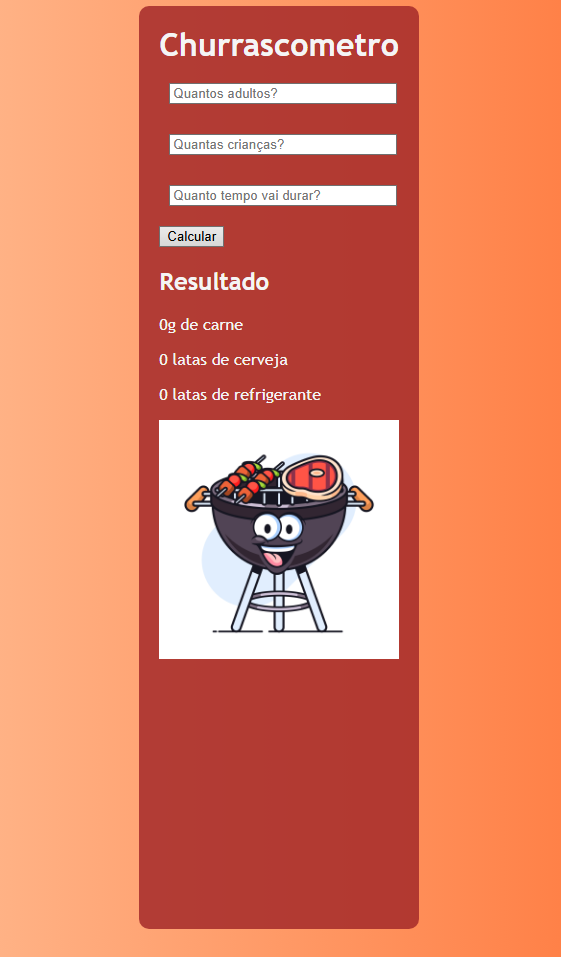 Churrascometro
Quantos adultos?
Quantas crianças?
Quanto tempo vai durar?
Calcular
Resultado
0g de carne
0 latas de cerveja
0 latas de refrigerante